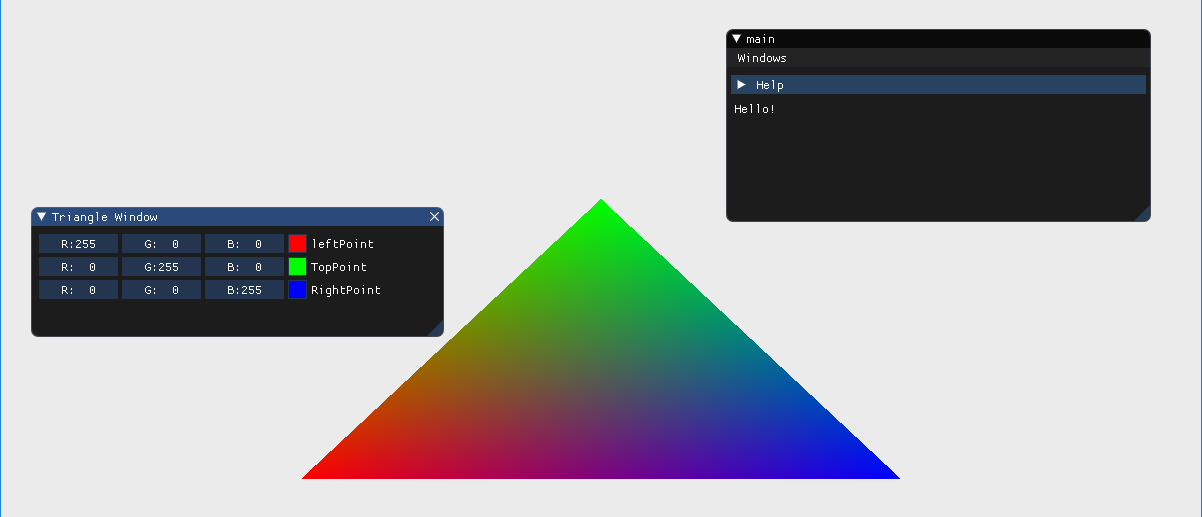 main
Windows
Help
Hello!
Triangle Window
R:255 G: 0 B: 0 leftPoint
R: 0 G:255 B: 0 TopPoint
R: 0 G: 0 B:255 RightPoint